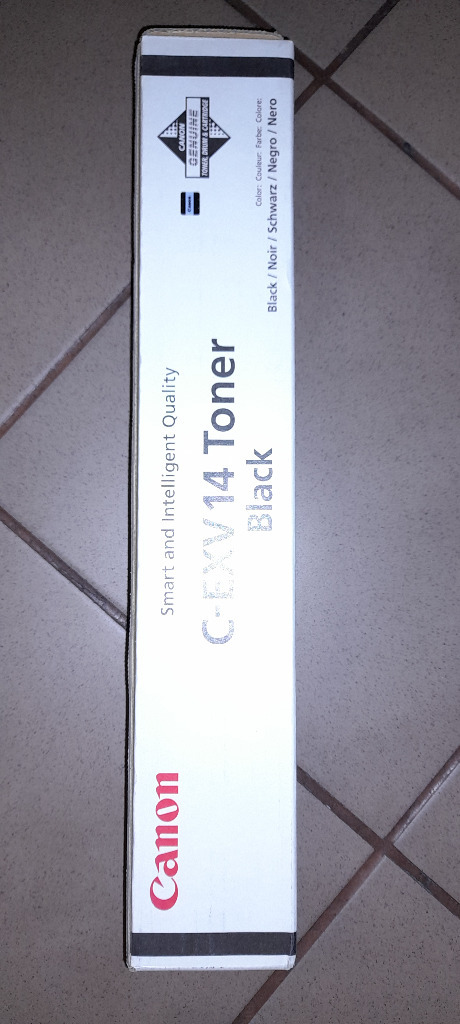 Canon
Smart and Intelligent Quality
C-EXV 14 Toner
Black
CANON
GENUINE
TONER, DRUM & CARTRIDGE
Color: Couleur: Farbe: Colore:
Black / Noir / Schwarz / Negro / Nero